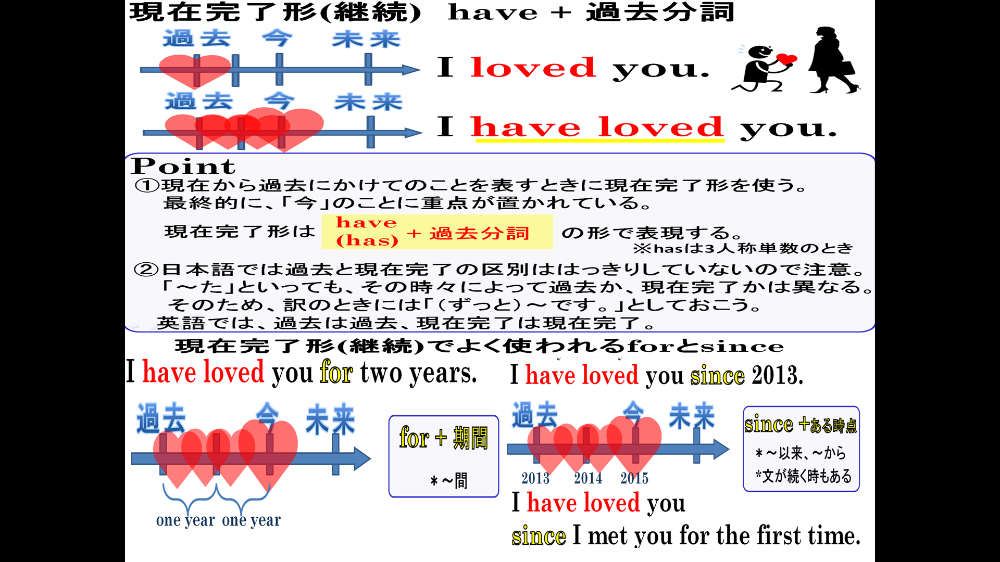 現在完了形(継続) have + 過去分詞
過去 今 未来
I loved you.
過去 今 未来
I have loved you.
Point
①現在から過去にかけてのことを表すときに現在完了形を使う。
最終的に、「今」のことに重点が置かれている。
現在完了形は have (has) + 過去分詞 の形で表現する。
※hasは3人称単数のとき
②日本語では過去と現在完了の区別ははっきりしていないので注意。
「～た」といっても、その時々によって過去か、現在完了かは異なる。
そのため、訳のときには「（ずっと）～です。」としておこう。
英語では、過去は過去、現在完了は現在完了。
現在完了形(継続)でよく使われるforとsince
I have loved you for two years.
過去 今 未来
for + 期間
*～間
one year one year
I have loved you since 2013.
過去 今 未来
2013 2014 2015
since +ある時点
*～以来、～から
*文が続く時もある
I have loved you
since I met you for the first time.